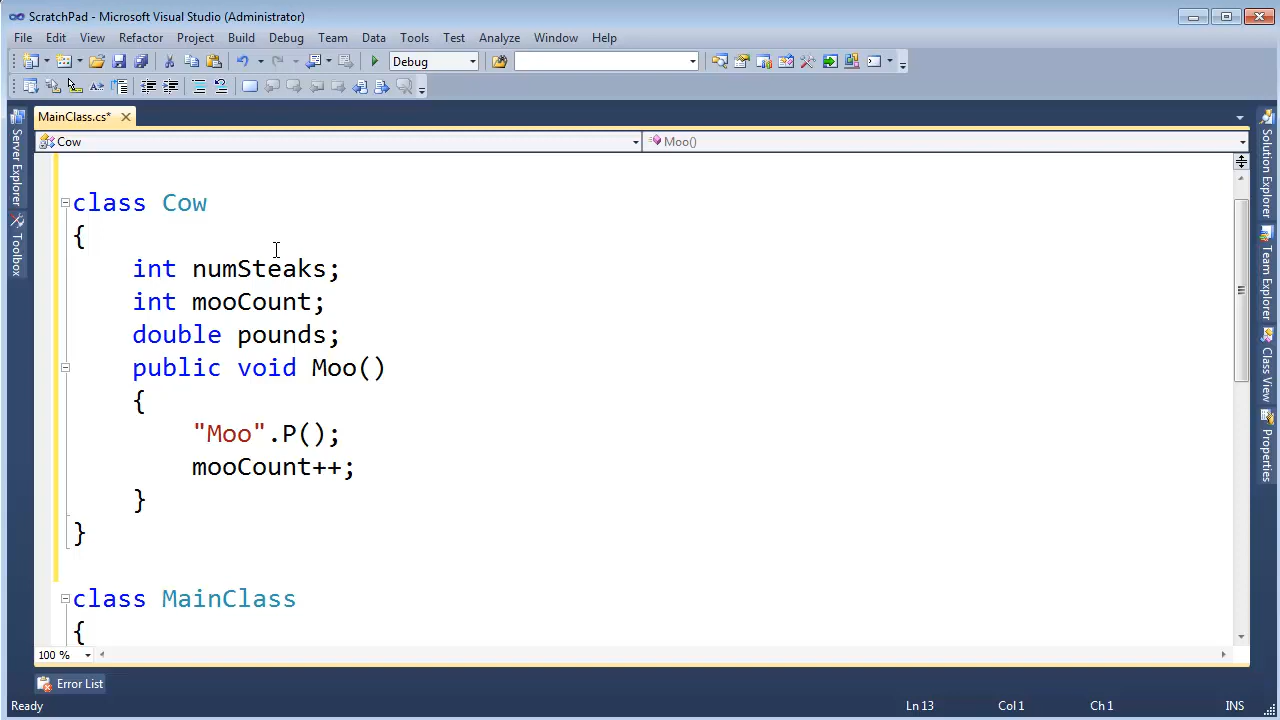 ScratchPad - Microsoft Visual Studio (Administrator)
File Edit View Refactor Project Build Debug Team Data Tools Test Analyze Window Help
Debug
MainClass.cs*
Cow Moo()
class Cow
{
int numSteaks;
int mooCount;
double pounds;
public void Moo()
{
"Moo".P();
mooCount++;
}
}
class MainClass
{
100 %
Server Explorer
Toolbox
Solution Explorer
Team Explorer
Class View
Properties
Error List
Ready Ln 13 Col 1 Ch 1 INS